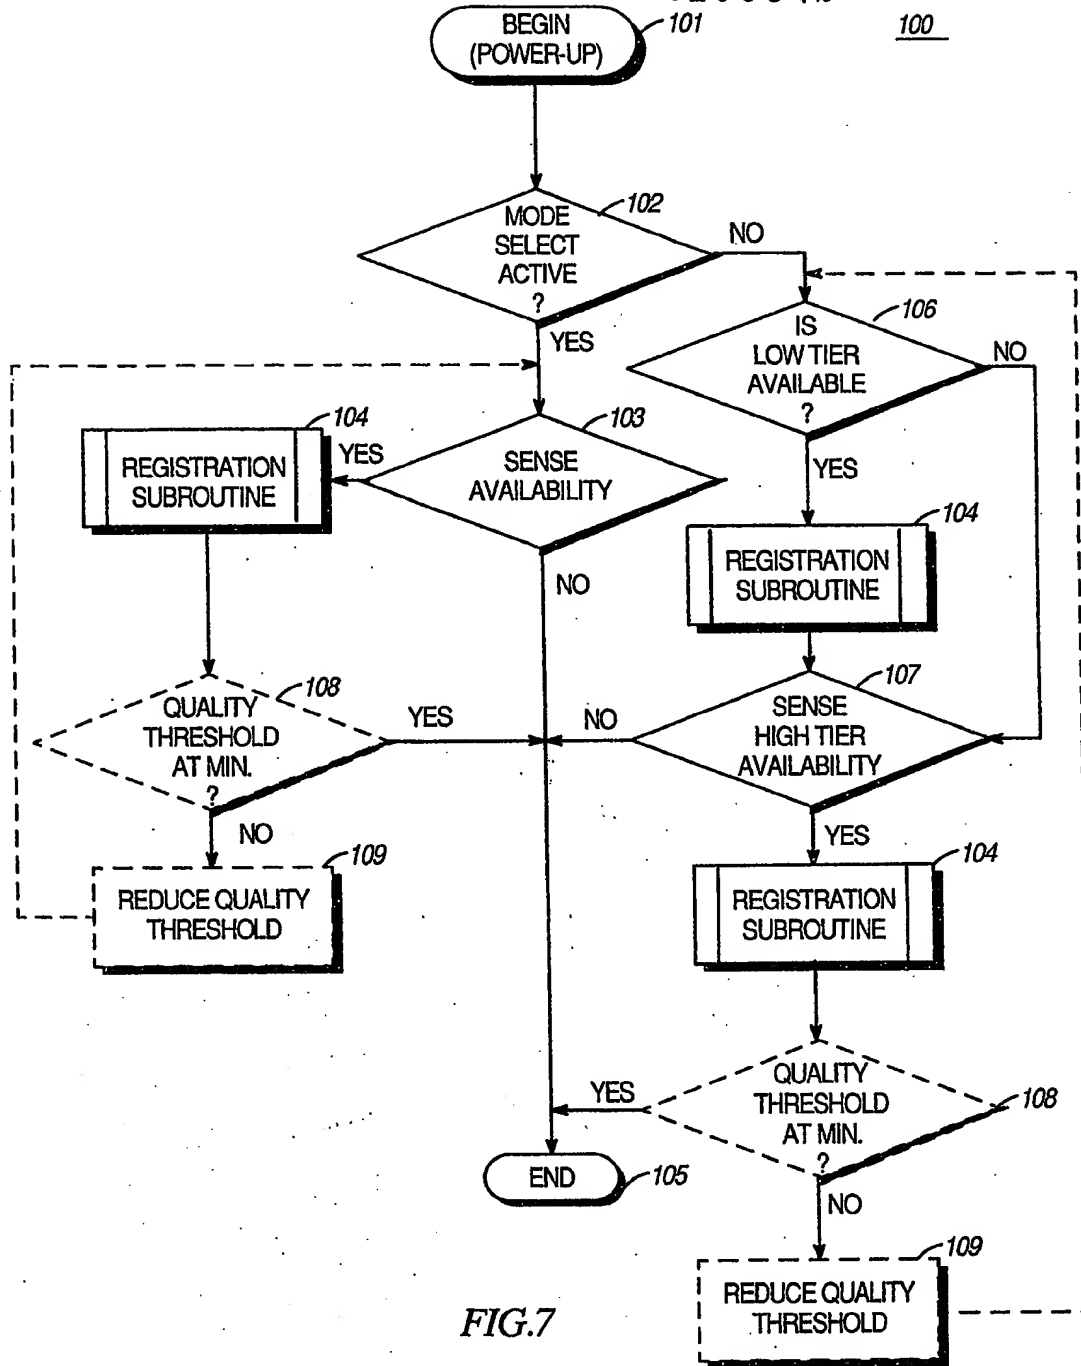 BEGIN
(POWER-UP)
101
100
102
MODE
SELECT
ACTIVE
?
NO
YES
106
IS
LOW TIER
AVAILABLE
?
NO
YES
103
SENSE
AVAILABILITY
YES
NO
104
REGISTRATION
SUBROUTINE
104
REGISTRATION
SUBROUTINE
107
SENSE
HIGH TIER
AVAILABILITY
NO
YES
108
QUALITY
THRESHOLD
AT MIN.
?
YES
NO
109
REDUCE QUALITY
THRESHOLD
104
REGISTRATION
SUBROUTINE
QUALITY
THRESHOLD
AT MIN.
?
108
YES
NO
END
105
109
REDUCE QUALITY
THRESHOLD
FIG.7